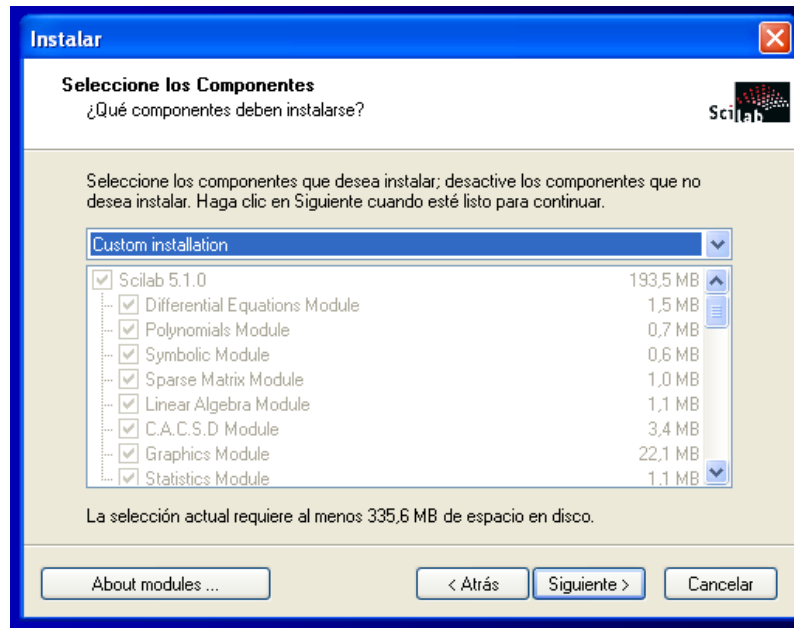 Instalar
Seleccione los Componentes
¿Qué componentes deben instalarse?
Scilab
Seleccione los componentes que desea instalar; desactive los componentes que no
desea instalar. Haga clic en Siguiente cuando esté listo para continuar.
Custom installation
Scilab 5.1.0 193,5 MB
Differential Equations Module 1,5 MB
Polynomials Module 0,7 MB
Symbolic Module 0,6 MB
Sparse Matrix Module 1,0 MB
Linear Algebra Module 1,1 MB
C.A.C.S.D Module 3,4 MB
Graphics Module 22,1 MB
Statistics Module 1,1 MB
La selección actual requiere al menos 335,6 MB de espacio en disco.
About modules ... < Atrás Siguiente > Cancelar